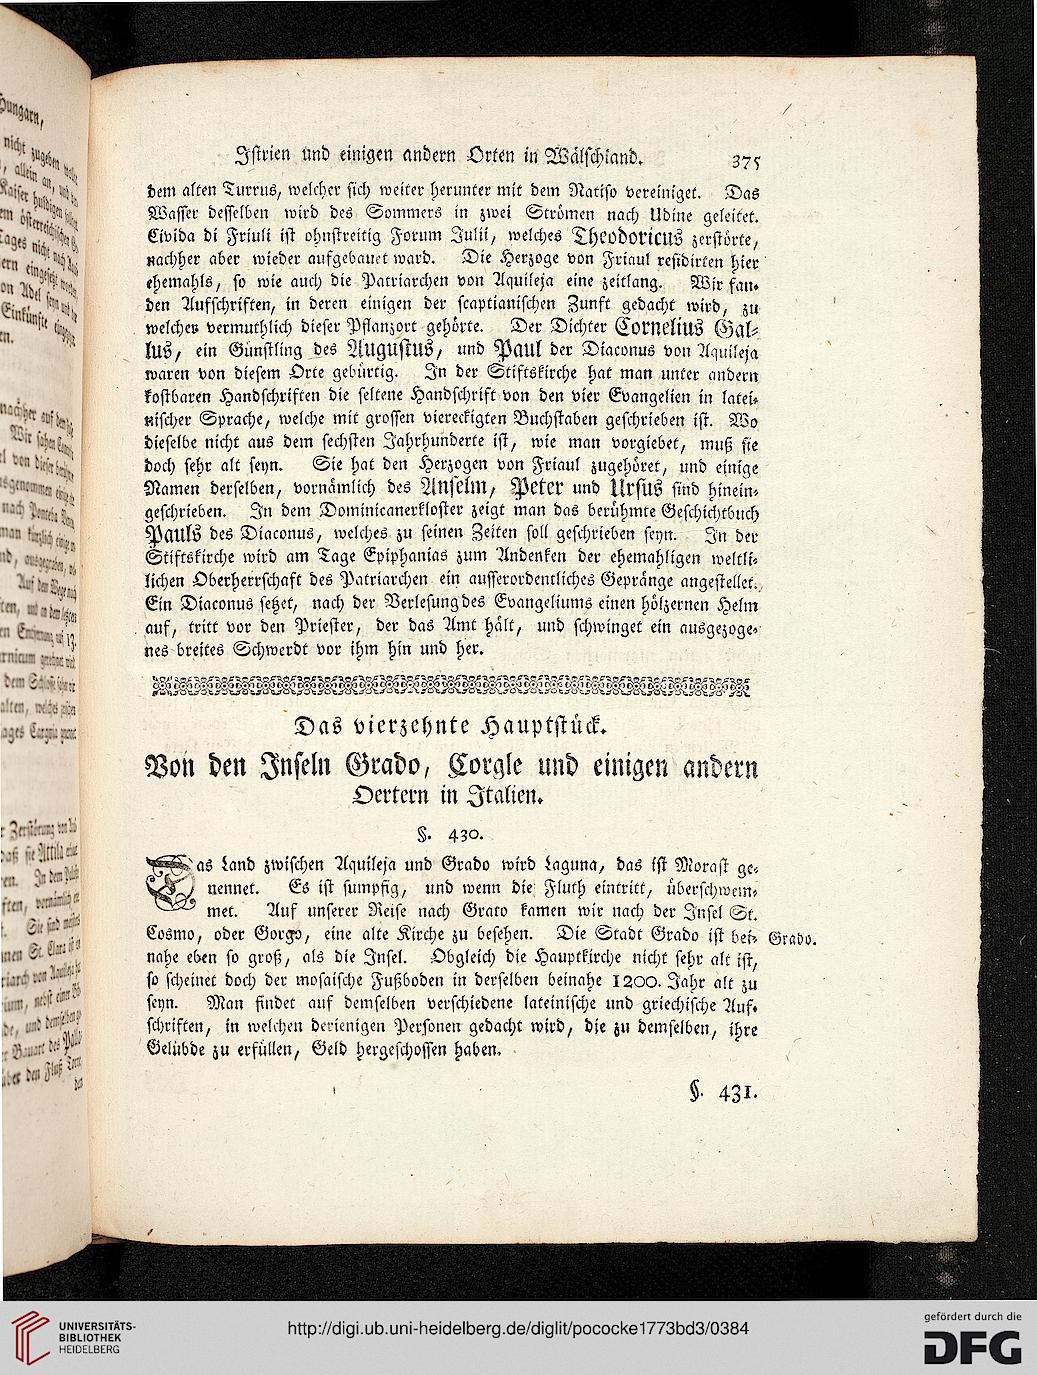 Istrien und einigen andern Orten in Wälschland. 375
dem alten Turrus, welcher sich weiter herunter mit dem Natiso vereiniget. Das
Wasser desselben wird des Sommers in zwei Strömen nach Udine geleitet.
Civida di Friuli ist ohnstreitig Forum Julii, welches Theodoricus zerstörte,
nachher aber wieder aufgebauet ward. Die Herzoge von Friaul residirten hier
ehemahls, so wie auch die Patriarchen von Aquileja eine zeitlang. Wir fan-
den Aufschriften, in deren einigen der scaptianischen Zunft gedacht wird, zu
welcher vermuthlich dieser Pflanzort gehörte. Der Dichter Cornelius Gal-
lus, ein Günstling des Augustus, und Paul der Diaconus von Aquileja
waren von diesem Orte gebürtig. In der Stiftskirche hat man unter andern
kostbaren Handschriften die seltene Handschrift von den vier Evangelien in latei-
nischer Sprache, welche mit grossen viereckigten Buchstaben geschrieben ist. Wo
dieselbe nicht aus dem sechsten Jahrhunderte ist, wie man vorgiebet, muß sie
doch sehr alt seyn. Sie hat den Herzogen von Friaul zugehöret, und einige
Namen derselben, vornämlich des Anselm, Peter und Ursus sind hinein-
geschrieben. In dem Dominicanerkloster zeigt man das berühmte Geschichtbuch
Pauls des Diaconus, welches zu seinen Zeiten soll geschrieben seyn. In der
Stiftskirche wird am Tage Epiphanias zum Andenken der ehemahligen weltli-
lichen Oberherrschaft des Patriarchen ein ausserordentliches Gepränge angestellet.
Ein Diaconus setzet, nach der Verlesung des Evangeliums einen hölzernen Helm
auf, tritt vor den Priester, der das Amt hält, und schwinget ein ausgezoge-
nes breites Schwerdt vor ihm hin und her.
Das vierzehnte Hauptstück.
Von den Inseln Grado, Corgle und einigen andern
Oertern in Italien.
§. 430.
Das Land zwischen Aquileja und Grado wird Laguna, das ist Morast ge-
nennet. Es ist sumpfig, und wenn die Fluth eintritt, überschwem-
met. Auf unserer Reise nach Grato kamen wir nach der Insel St.
Cosmo, oder Gorgo, eine alte Kirche zu besehen. Die Stadt Grado ist bei- Grado.
nahe eben so groß, als die Insel. Obgleich die Hauptkirche nicht sehr alt ist,
so scheinet doch der mosaische Fußboden in derselben beinahe 1200. Jahr alt zu
seyn. Man findet auf demselben verschiedene lateinische und griechische Auf-
schriften, in welchen derienigen Personen gedacht wird, die zu demselben, ihre
Gelübde zu erfüllen, Geld hergeschossen haben.
§. 431.
UNIVERSITÄTS-
BIBLIOTHEK
HEIDELBERG
http://digi.ub.uni-heidelberg.de/diglit/pococke1773bd3/0384
gefördert durch die
DFG